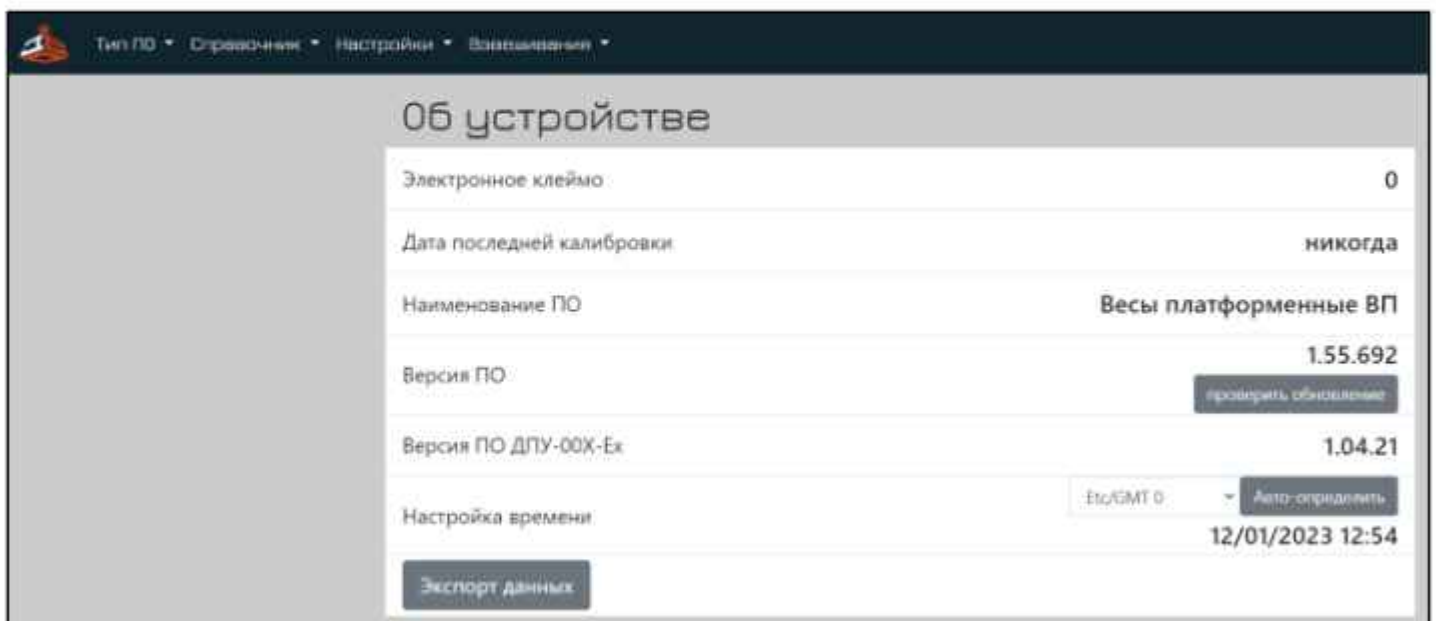 Тип ПО Справочник Настройки Взвешивания
Об устройстве
Электронное клеймо 0
Дата последней калибровки никогда
Наименование ПО Весы платформенные ВП
Версия ПО 1.55.692
проверить обновление
Версия ПО ДПУ-00X-Ex 1.04.21
Etc/GMT 0 Авто-определить
Настройка времени
12/01/2023 12:54
Экспорт данных